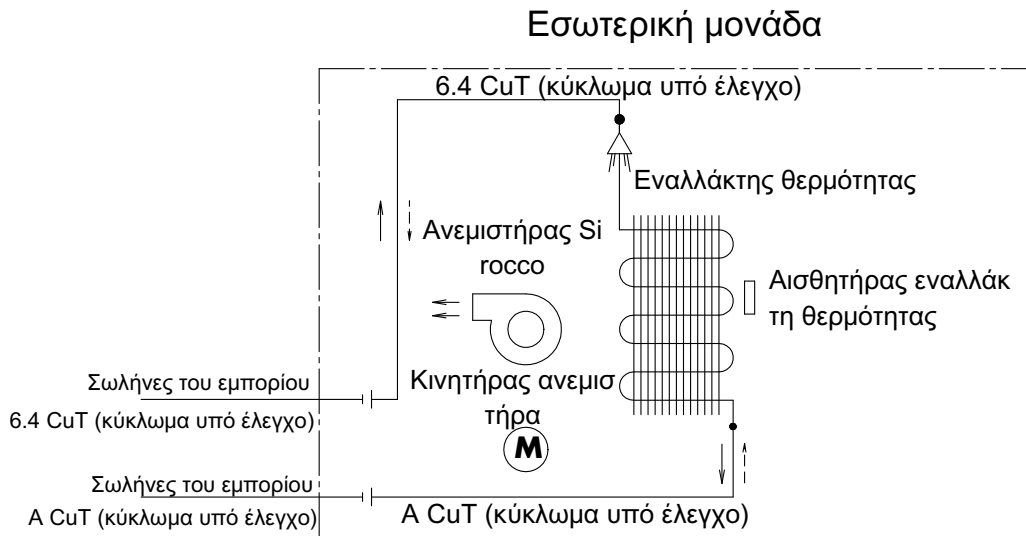 Εσωτερική μονάδα
6.4 CuT (κύκλωμα υπό έλεγχο)
Εναλλάκτης θερμότητας
Ανεμιστήρας Si
rocco
Αισθητήρας εναλλάκ
τη θερμότητας
Κινητήρας ανεμισ
τήρα
M
Σωλήνες του εμπορίου
6.4 CuT (κύκλωμα υπό έλεγχο)
Σωλήνες του εμπορίου
A CuT (κύκλωμα υπό έλεγχο)
A CuT (κύκλωμα υπό έλεγχο)